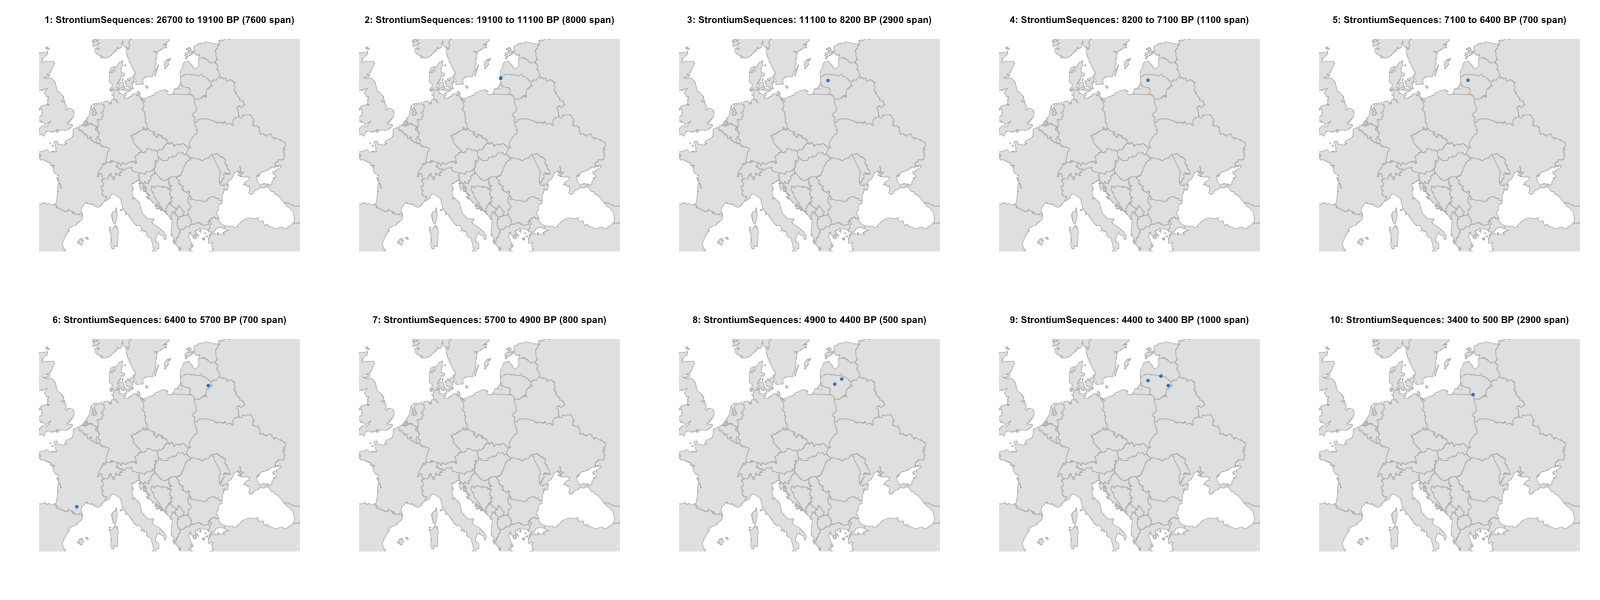 1: StrontiumSequences: 26700 to 19100 BP (7600 span)
2: StrontiumSequences: 19100 to 11100 BP (8000 span)
3: StrontiumSequences: 11100 to 8200 BP (2900 span)
4: StrontiumSequences: 8200 to 7100 BP (1100 span)
5: StrontiumSequences: 7100 to 6400 BP (700 span)
6: StrontiumSequences: 6400 to 5700 BP (700 span)
7: StrontiumSequences: 5700 to 4900 BP (800 span)
8: StrontiumSequences: 4900 to 4400 BP (500 span)
9: StrontiumSequences: 4400 to 3400 BP (1000 span)
10: StrontiumSequences: 3400 to 500 BP (2900 span)